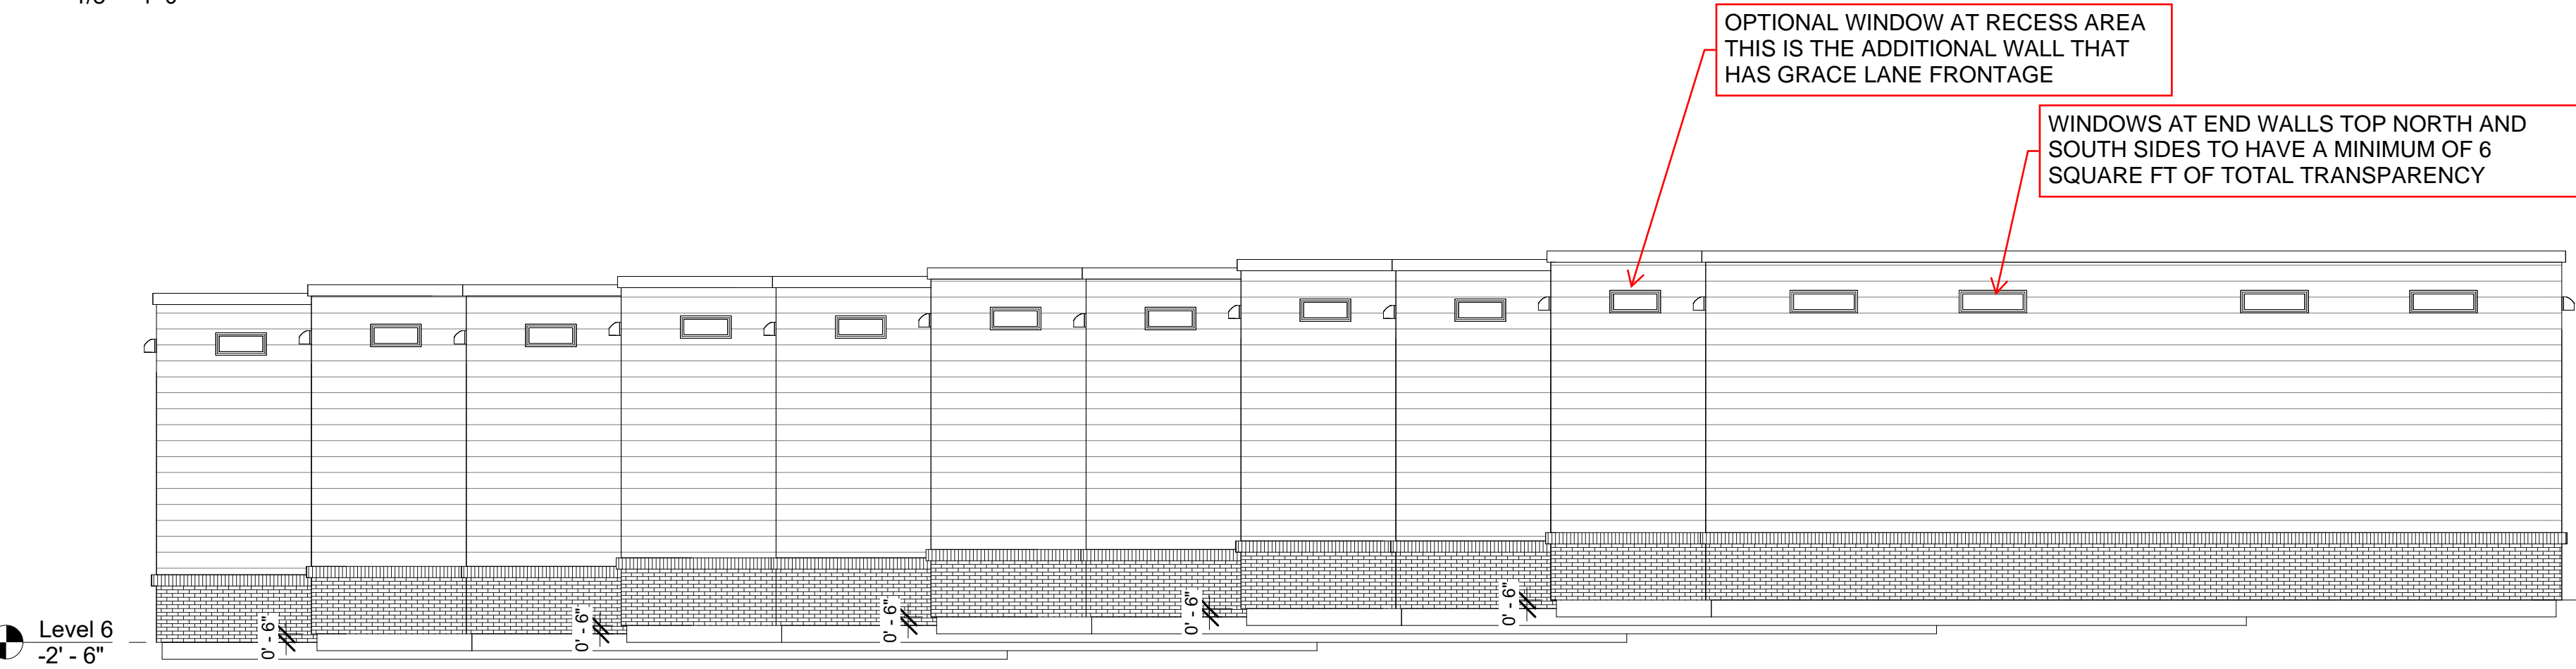 OPTIONAL WINDOW AT RECESS AREA
THIS IS THE ADDITIONAL WALL THAT
HAS GRACE LANE FRONTAGE
WINDOWS AT END WALLS TOP NORTH AND
SOUTH SIDES TO HAVE A MINIMUM OF 6
SQUARE FT OF TOTAL TRANSPARENCY
0' - 6"
0' - 6"
0' - 6"
0' - 6"
0' - 6"
Level 6
-2' - 6"